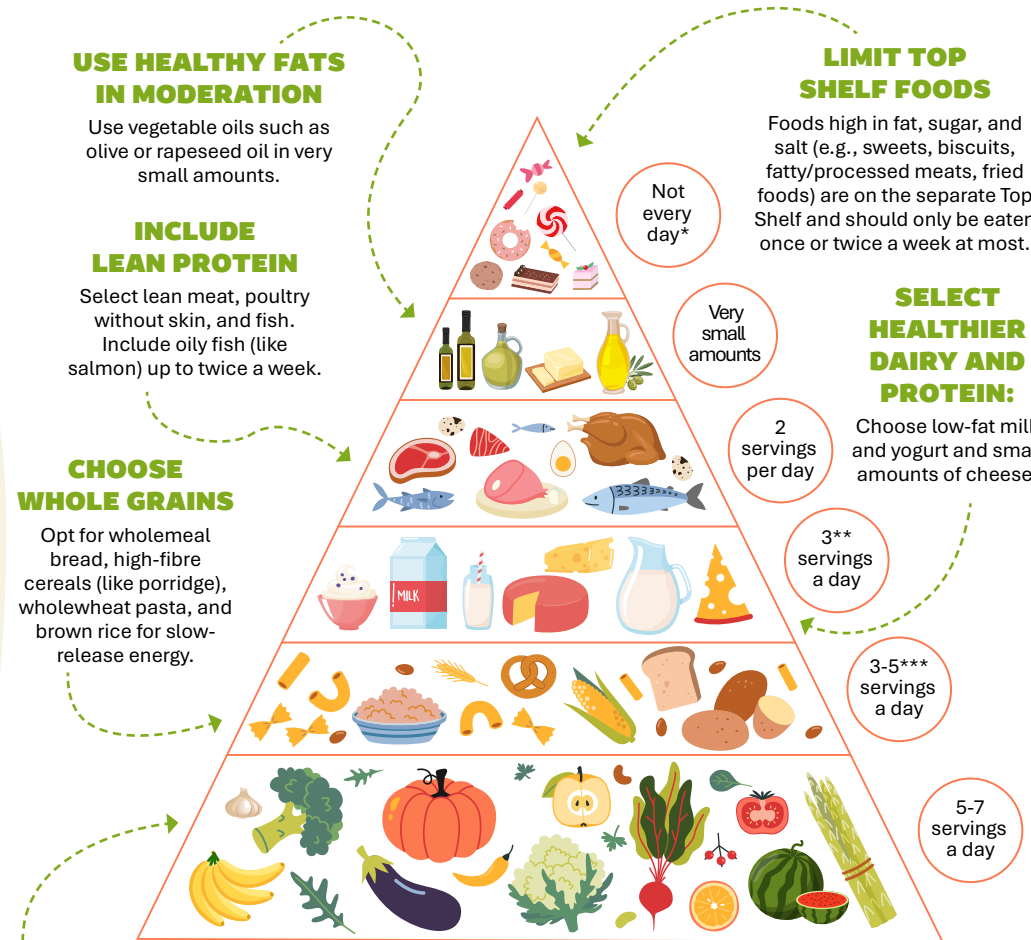 USE HEALTHY FATS
IN MODERATION
Use vegetable oils such as
olive or rapeseed oil in very
small amounts.
INCLUDE
LEAN PROTEIN
Select lean meat, poultry
without skin, and fish.
Include oily fish (like
salmon) up to twice a week.
CHOOSE
WHOLE GRAINS
Opt for wholemeal
bread, high-fibre
cereals (like porridge),
wholewheat pasta, and
brown rice for slow-
release energy.
LIMIT TOP
SHELF FOODS
Foods high in fat, sugar, and
salt (e.g., sweets, biscuits,
fatty/processed meats, fried
foods) are on the separate Top
Shelf and should only be eaten
once or twice a week at most.
SELECT
HEALTHIER
DAIRY AND
PROTEIN:
Choose low-fat milk
and yogurt and small
amounts of cheese
Not
every
day*
Very
small
amounts
2
servings
per day
3**
servings
a day
3-5***
servings
a day
5-7
servings
a day
MILK